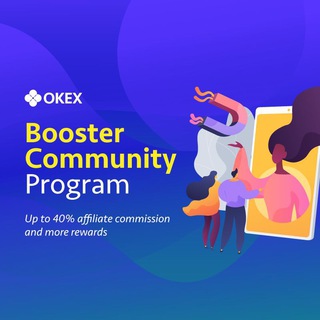 OKEX
Booster
Community
Program
Up to 40% affiliate commission
and more rewards